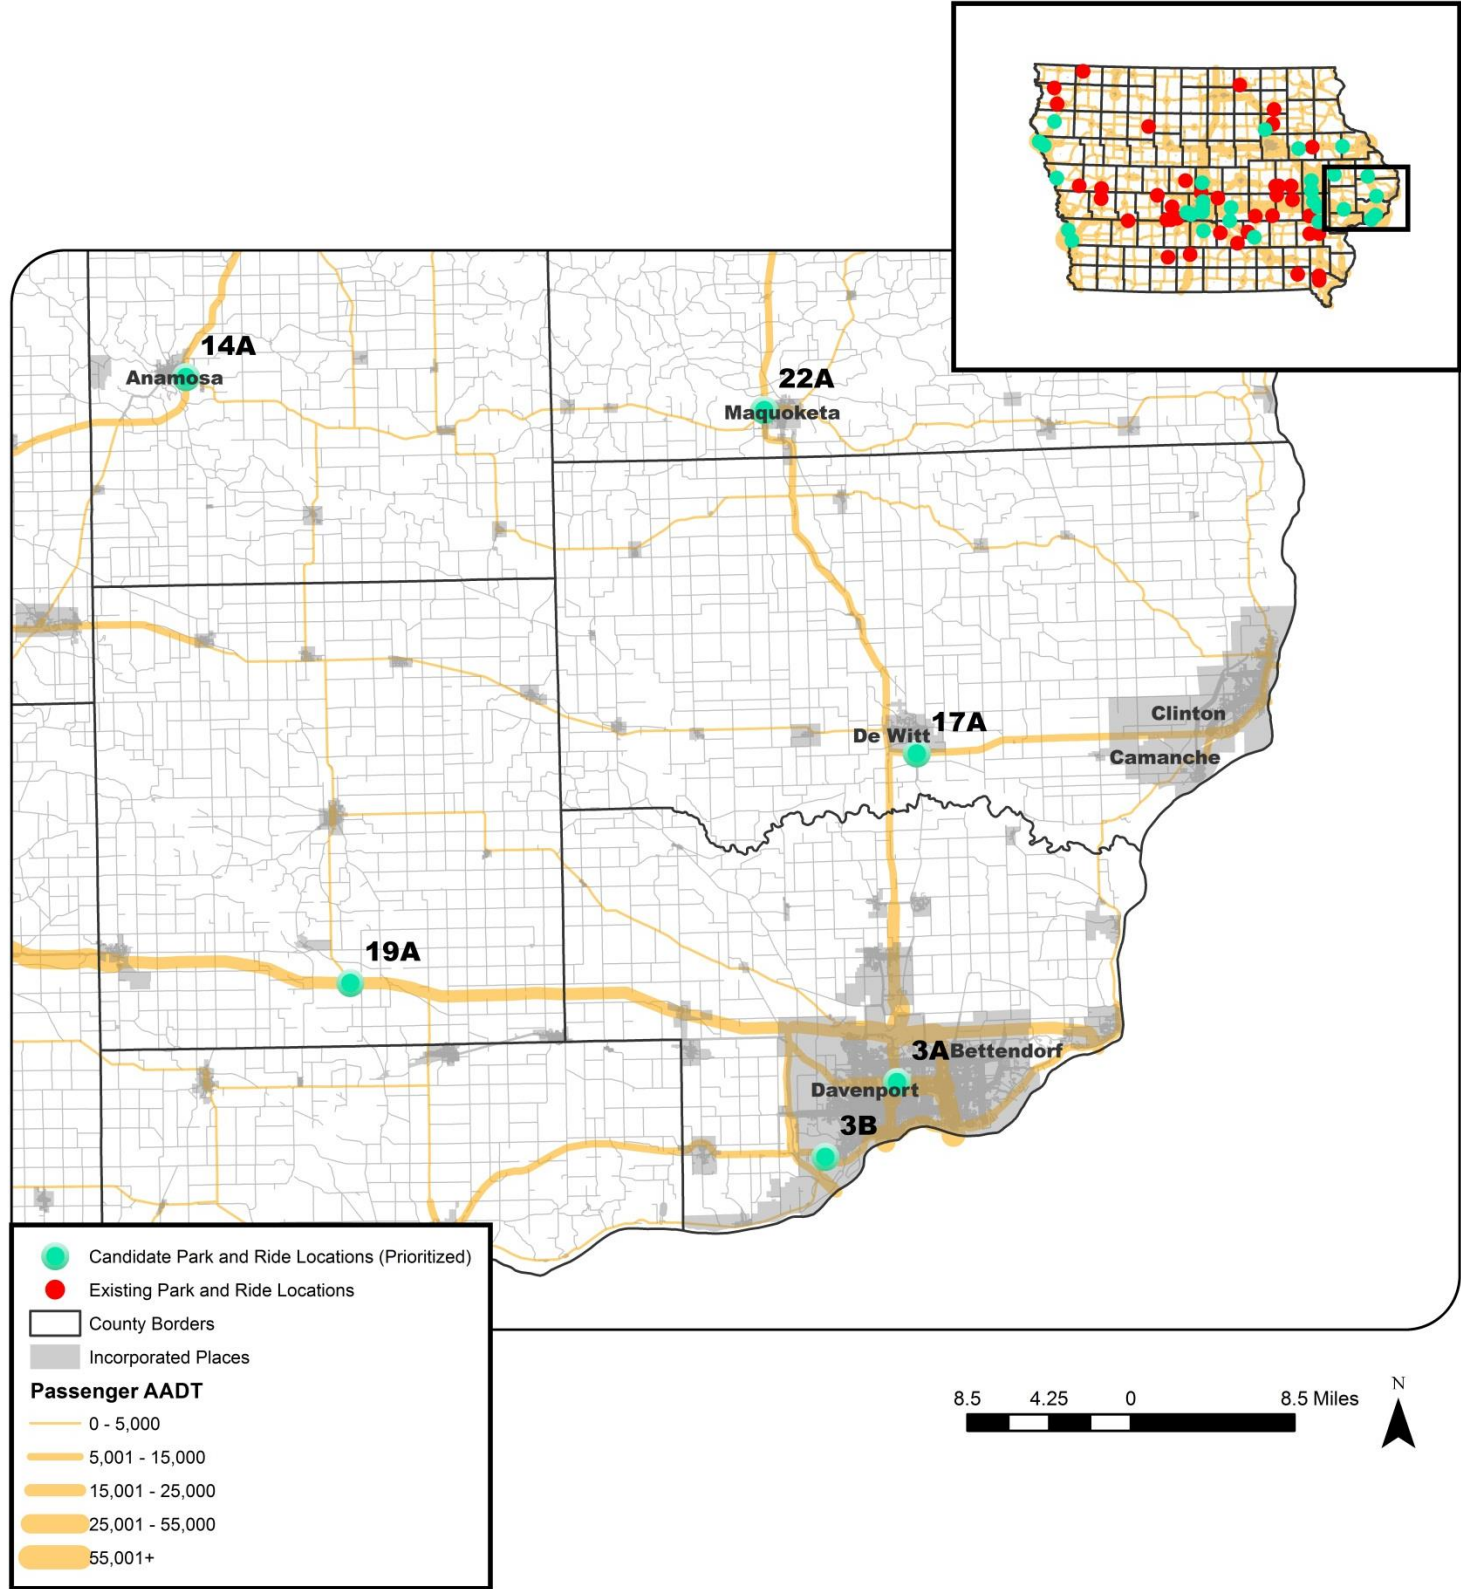 14A
Anamosa
22A
Maquoketa
17A
De Witt
Clinton
Camanche
19A
3A
Bettendorf
Davenport
3B
Candidate Park and Ride Locations (Prioritized)
Existing Park and Ride Locations
County Borders
Incorporated Places
Passenger AADT
0 - 5,000
5,001 - 15,000
15,001 - 25,000
25,001 - 55,000
55,001+
8.5 4.25 0 8.5 Miles
N